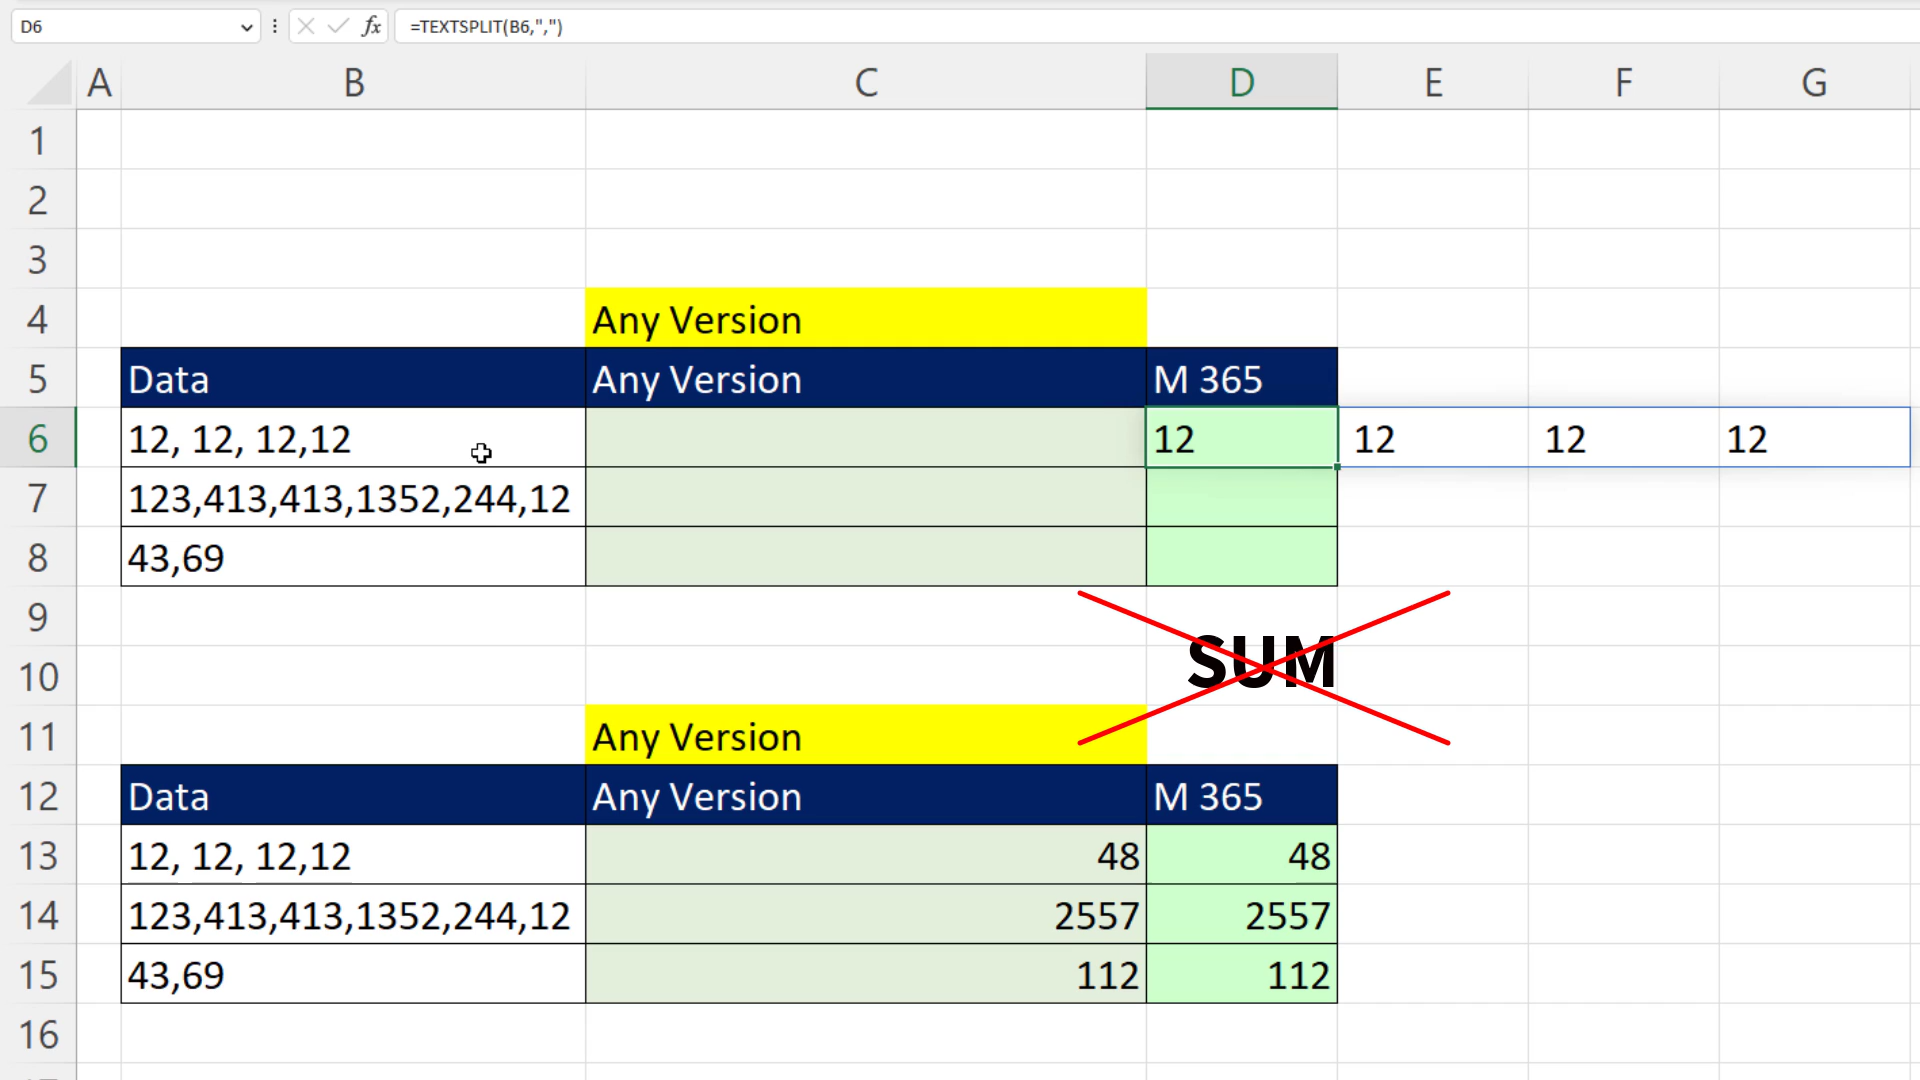 D6 fx =TEXTSPLIT(B6,",")
A B C D E F G
1
2
3
4 Any Version
5 Data Any Version M 365
6 12, 12, 12,12 12 12 12 12
7 123,413,413,1352,244,12
8 43,69
9
SUM
10
11 Any Version
12 Data Any Version M 365
13 12, 12, 12,12 48 48
14 123,413,413,1352,244,12 2557 2557
15 43,69 112 112
16